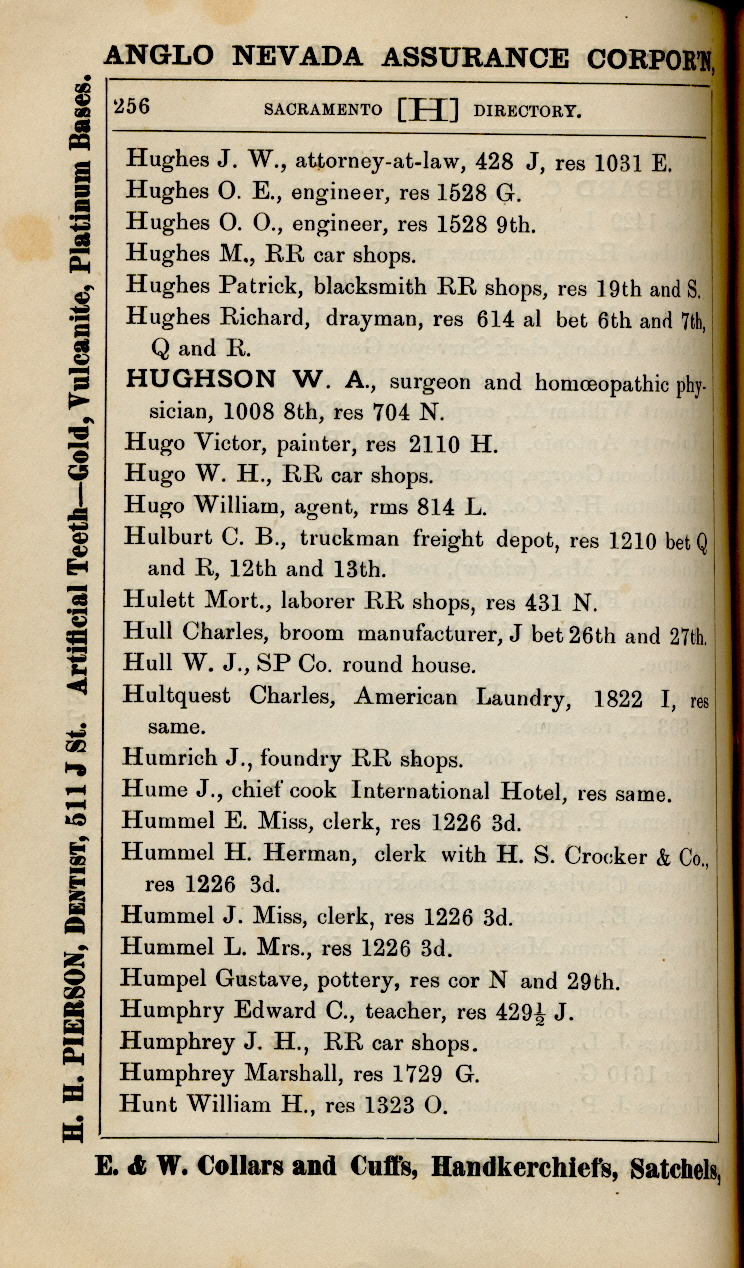 ANGLO NEVADA ASSURANCE CORPOR'N,
256 SACRAMENTO [H] DIRECTORY.
Hughes J. W., attorney-at-law, 428 J, res 1031 E.
Hughes O. E., engineer, res 1528 G.
Hughes O. O., engineer, res 1528 9th.
Hughes M., RR car shops.
Hughes Patrick, blacksmith RR shops, res 19th and S.
Hughes Richard, drayman, res 614 al bet 6th and 7th,
Q and R.
HUGHSON W. A., surgeon and homœopathic phy-
sician, 1008 8th, res 704 N.
Hugo Victor, painter, res 2110 H.
Hugo W. H., RR car shops.
Hugo William, agent, rms 814 L.
Hulburt C. B., truckman freight depot, res 1210 bet Q
and R, 12th and 13th.
Hulett Mort., laborer RR shops, res 431 N.
Hull Charles, broom manufacturer, J bet 26th and 27th.
Hull W. J., SP Co. round house.
Hultquest Charles, American Laundry, 1822 I, res
same.
Humrich J., foundry RR shops.
Hume J., chief cook International Hotel, res same.
Hummel E. Miss, clerk, res 1226 3d.
Hummel H. Herman, clerk with H. S. Crocker & Co.,
res 1226 3d.
Hummel J. Miss, clerk, res 1226 3d.
Hummel L. Mrs., res 1226 3d.
Humpel Gustave, pottery, res cor N and 29th.
Humphry Edward C., teacher, res 429½ J.
Humphrey J. H., RR car shops.
Humphrey Marshall, res 1729 G.
Hunt William H., res 1323 O.
E. & W. Collars and Cuffs, Handkerchiefs, Satchels,
H. H. PIERSON, DENTIST, 511 J St. Artificial Teeth—Gold, Vulcanite, Platinum Bases.